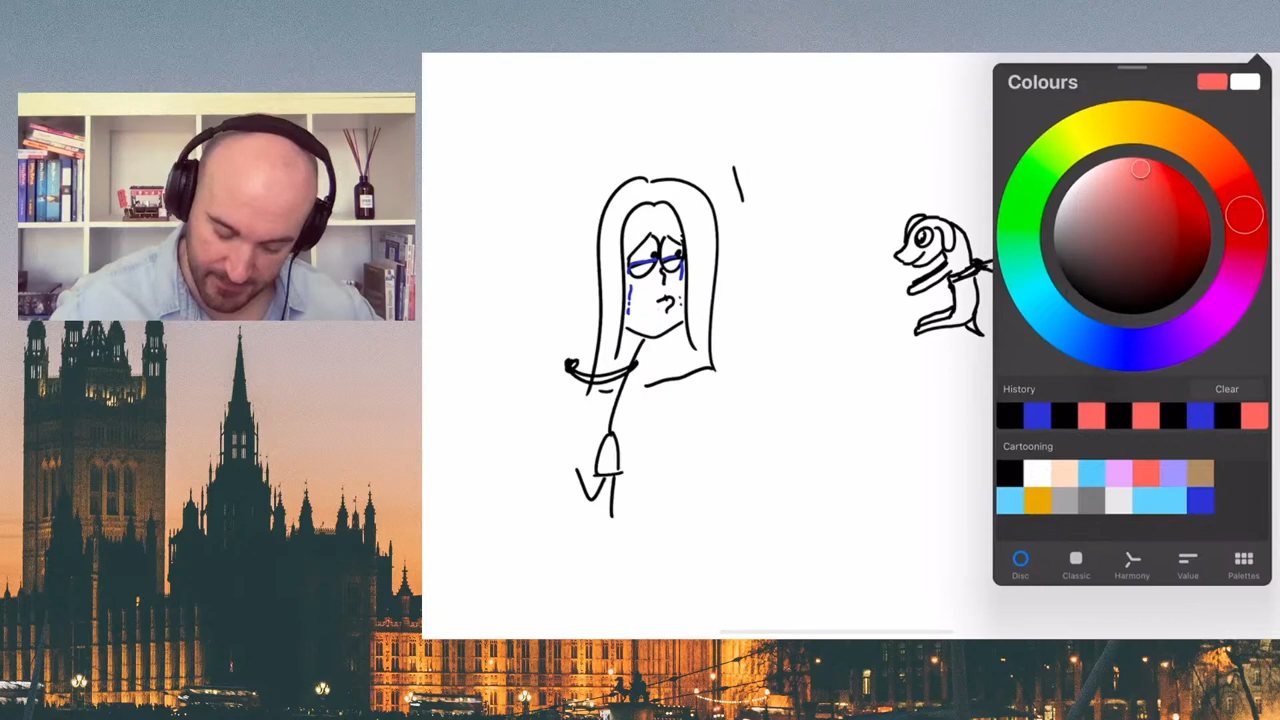 Colours
History
Clear
Cartooning
Disc
Classic
Harmony
Value
Palettes